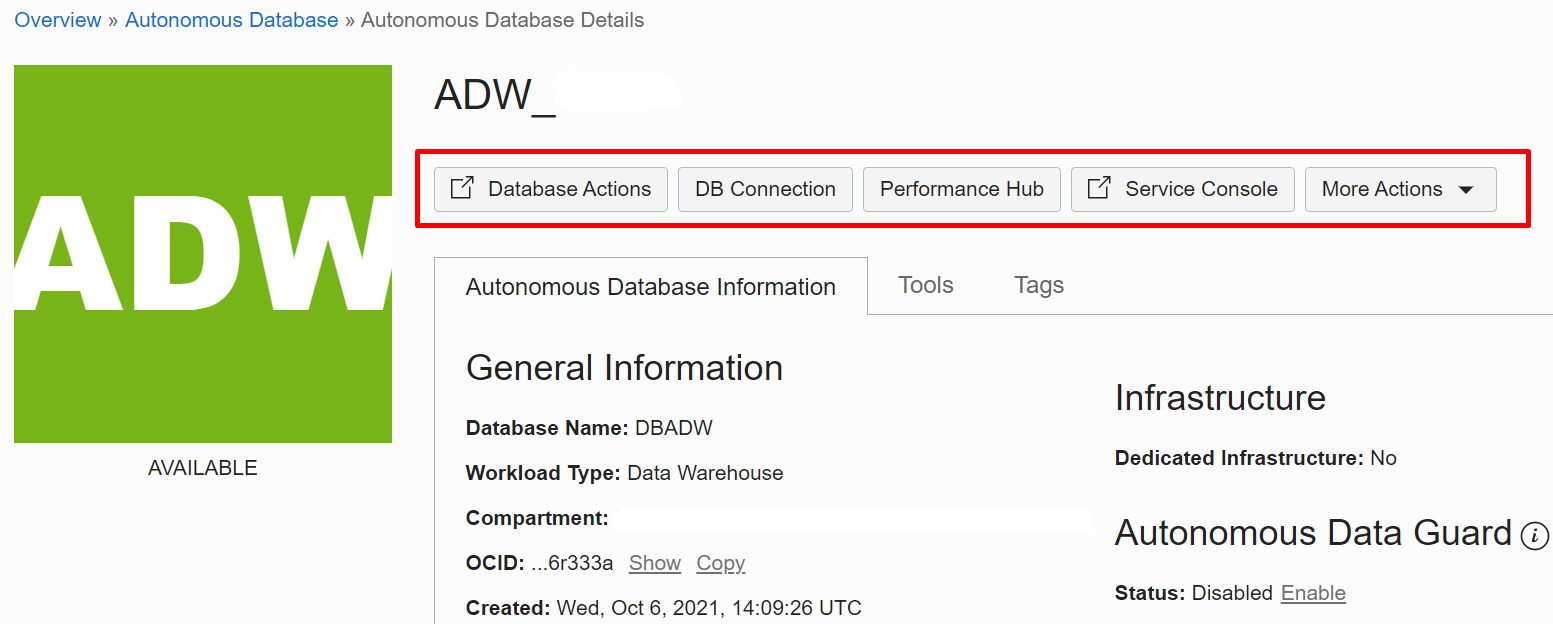 Overview » Autonomous Database » Autonomous Database Details
ADW
AVAILABLE
ADW_
Database Actions DB Connection Performance Hub Service Console More Actions
Autonomous Database Information Tools Tags
General Information
Database Name: DBADW
Workload Type: Data Warehouse
Compartment:
OCID: ...6r333a Show Copy
Created: Wed, Oct 6, 2021, 14:09:26 UTC
Infrastructure
Dedicated Infrastructure: No
Autonomous Data Guard i
Status: Disabled Enable